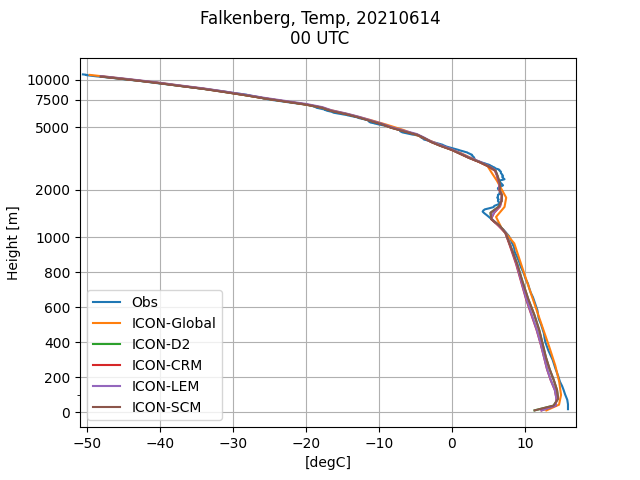 Falkenberg, Temp, 20210614
00 UTC
10000
7500
5000
2000
1000
800
600
400
200
0
Height [m]
Obs
ICON-Global
ICON-D2
ICON-CRM
ICON-LEM
ICON-SCM
−50 −40 −30 −20 −10 0 10
[degC]